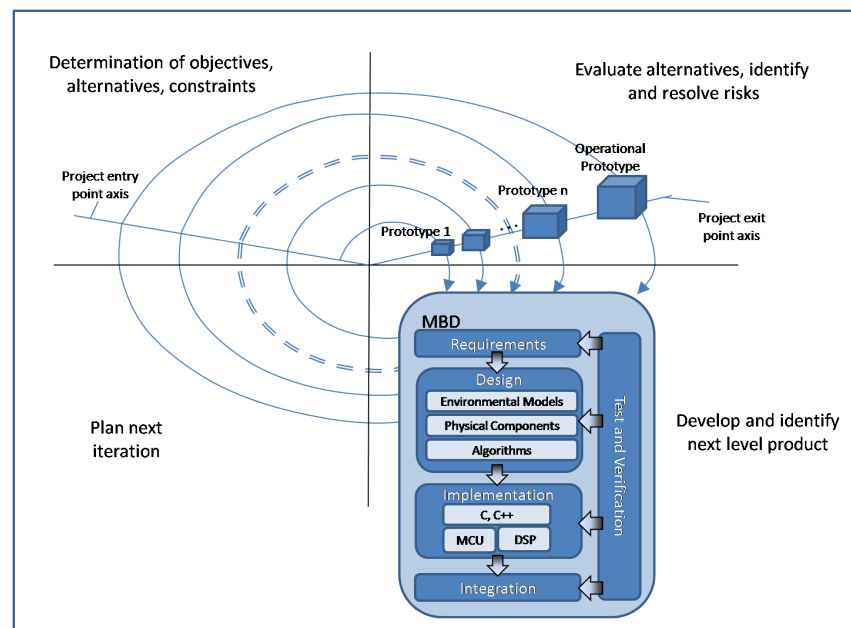 Determination of objectives,
alternatives, constraints
Evaluate alternatives, identify
and resolve risks
Operational
Prototype
Project entry
point axis
Prototype n
Prototype 1
...
Project exit
point axis
MBD
Requirements
Design
Environmental Models
Physical Components
Algorithms
Implementation
C, C++
MCU
DSP
Integration
Test and Verification
Plan next
iteration
Develop and identify
next level product